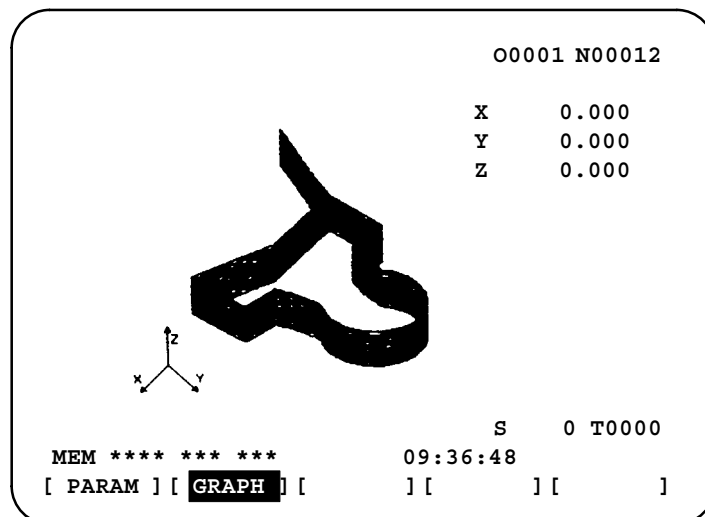 O0001 N00012
X 0.000
Y 0.000
Z 0.000
Z
X Y
S 0 T0000
MEM **** *** *** 09:36:48
[ PARAM ] [ GRAPH ] [ ] [ ] [ ]